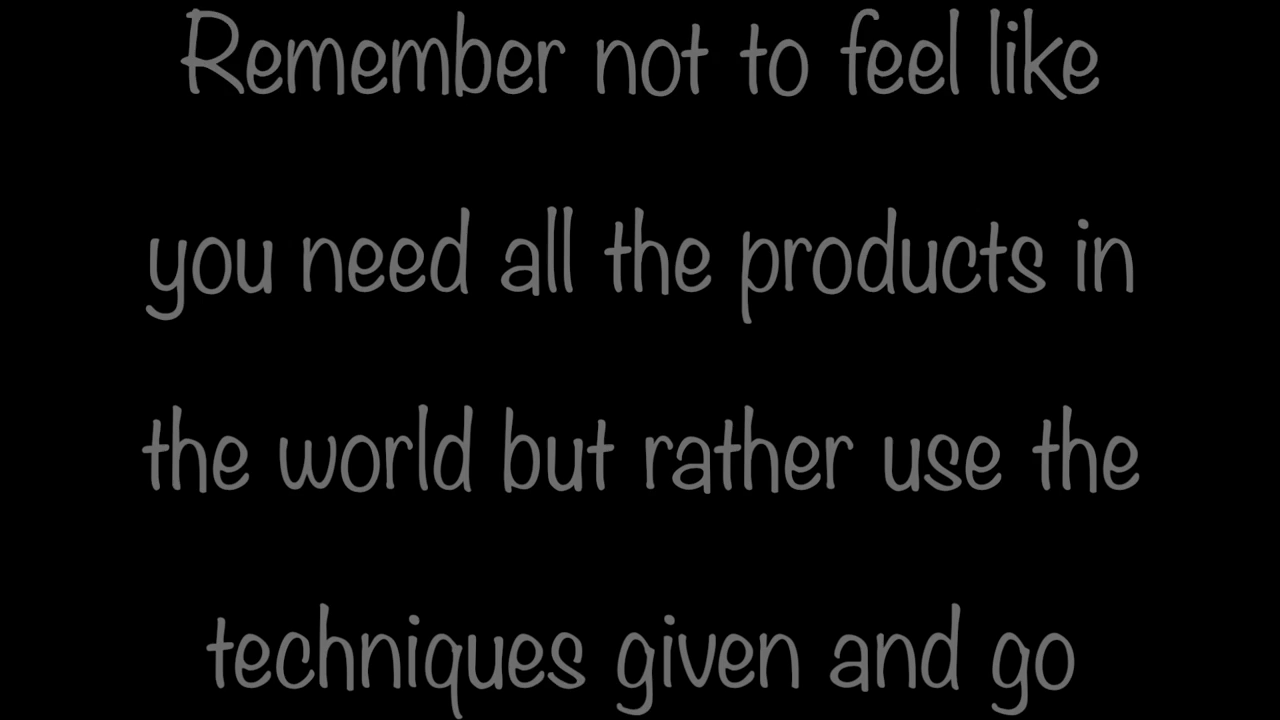 Remember not to feel like
you need all the products in
the world but rather use the
techniques given and go